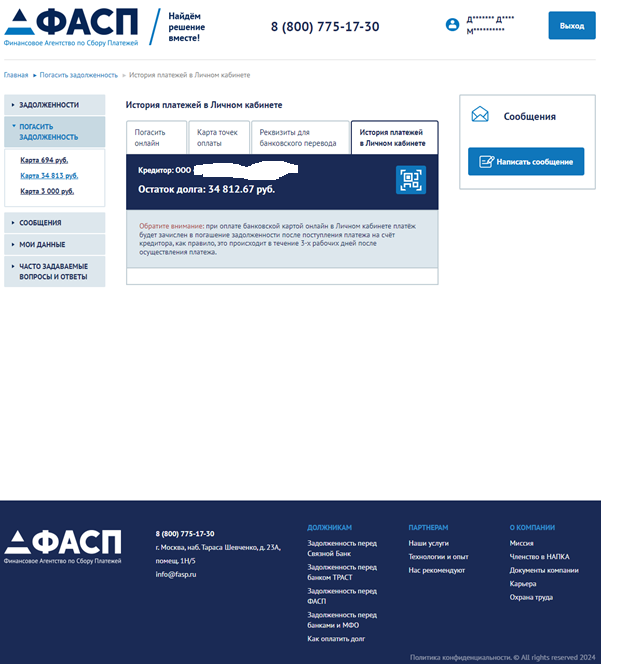 ФАСП
Финансовое Агентство по Сбору Платежей
Найдём
решение
вместе!
8 (800) 775-17-30
Д******* Д****
М**********
Выход
Главная ▸ Погасить задолженность » История платежей в Личном кабинете
ЗАДОЛЖЕННОСТИ
ПОГАСИТЬ
ЗАДОЛЖЕННОСТЬ
Карта 694 руб.
Карта 34 813 руб.
Карта 3 000 руб.
СООБЩЕНИЯ
МОИ ДАННЫЕ
ЧАСТО ЗАДАВАЕМЫЕ
ВОПРОСЫ И ОТВЕТЫ
История платежей в Личном кабинете
Погасить
онлайн
Карта точек
оплаты
Реквизиты для
банковского перевода
История платежей
в Личном кабинете
Кредитор: ООО
Остаток долга: 34 812.67 руб.
Обратите внимание: при оплате банковской картой онлайн в Личном кабинете платёж
будет зачислен в погашение задолженности после поступления платежа на счёт
кредитора, как правило, это происходит в течение 3-х рабочих дней после
осуществления платежа.
Сообщения
Написать сообщение
ФАСП
Финансовое Агентство по Сбору Платежей
8 (800) 775-17-30
г. Москва, наб. Тараса Шевченко, д. 23А,
помещ. 1Н/5
info@fasp.ru
ДОЛЖНИКАМ
Задолженность перед
Связной Банк
Задолженность перед
банком ТРАСТ
Задолженность перед
ФАСП
Задолженность перед
банками и МФО
Как оплатить долг
ПАРТНЕРАМ
Наши услуги
Технологии и опыт
Нас рекомендуют
О КОМПАНИИ
Миссия
Членство в НАПКА
Документы компании
Карьера
Охрана труда
Политика конфиденциальности. © All rights reserved 2024